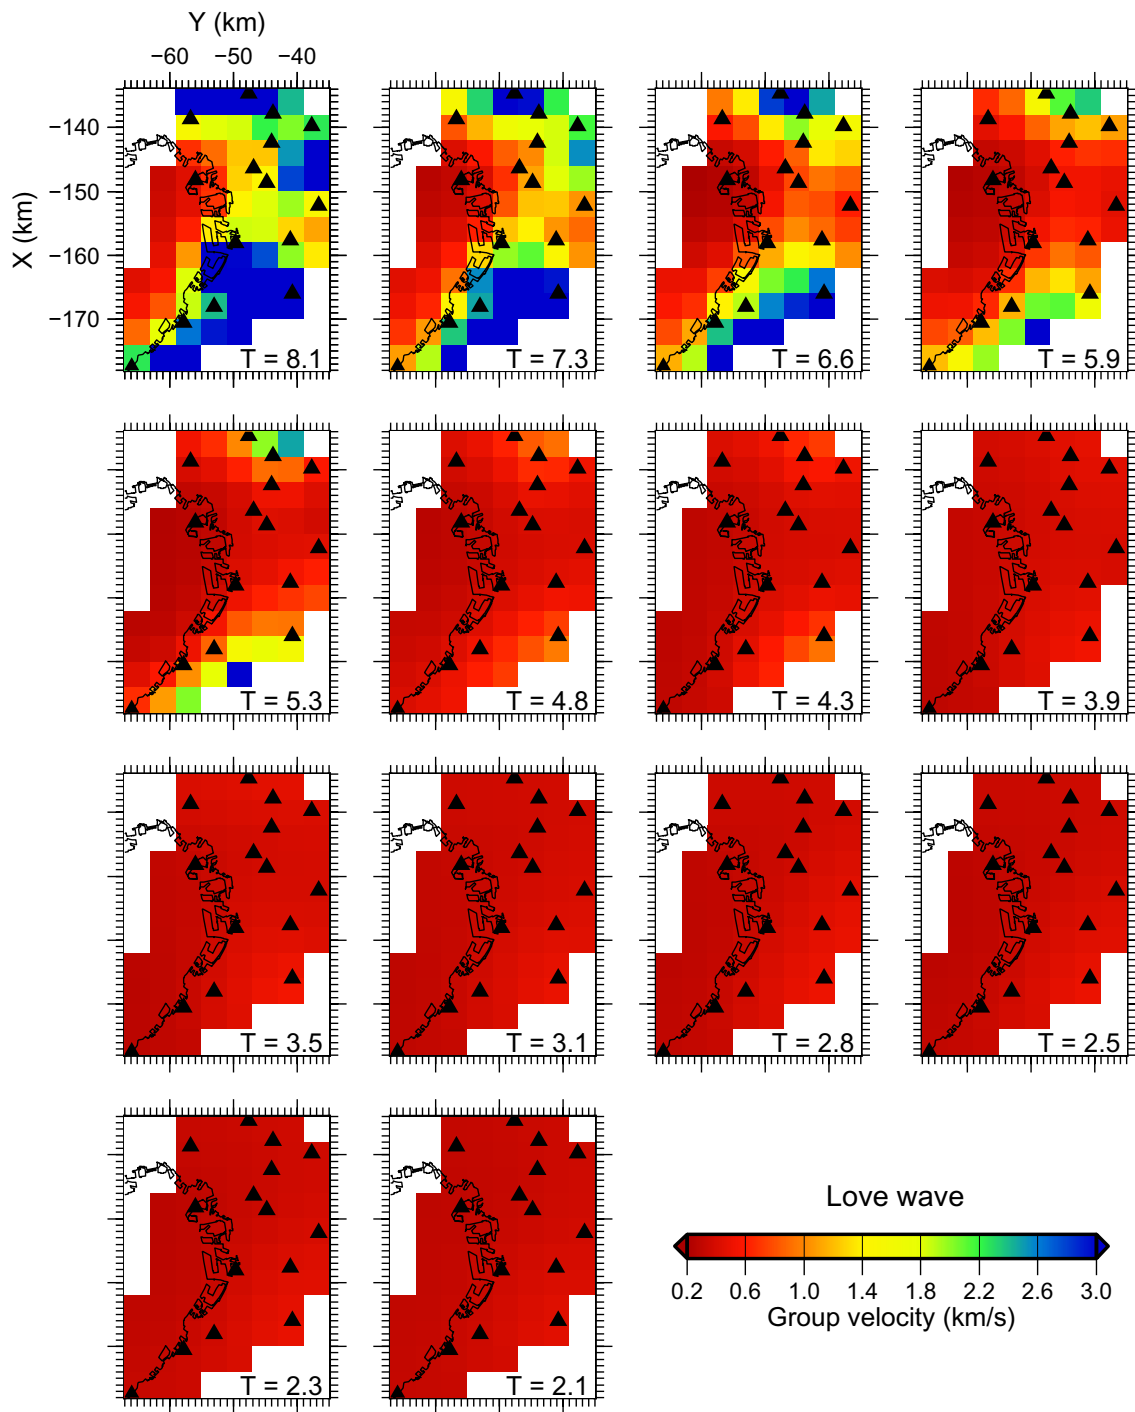 Y (km)
−60 −50 −40
X (km)
−140
−150
−160
−170
T = 8.1
T = 7.3
T = 6.6
T = 5.9
T = 5.3
T = 4.8
T = 4.3
T = 3.9
T = 3.5
T = 3.1
T = 2.8
T = 2.5
T = 2.3
T = 2.1
Love wave
0.2 0.6 1.0 1.4 1.8 2.2 2.6 3.0
Group velocity (km/s)